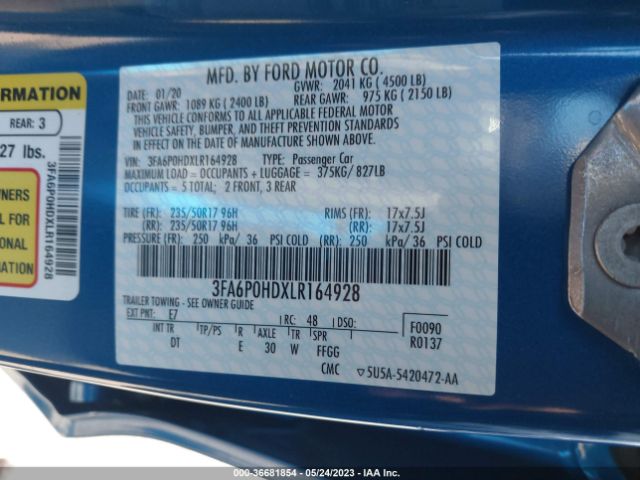 ORMATION
REAR: 3
27 lbs.
3FA6P0HDXLR164928
WNERS
L FOR
ONAL
ATION
MFD. BY FORD MOTOR CO.
DATE: 01/20 GVWR: 2041 KG ( 4500 LB)
FRONT GAWR: 1089 KG ( 2400 LB) REAR GAWR: 975 KG ( 2150 LB)
THIS VEHICLE CONFORMS TO ALL APPLICABLE FEDERAL MOTOR
VEHICLE SAFETY, BUMPER, AND THEFT PREVENTION STANDARDS
IN EFFECT ON THE DATE OF MANUFACTURE SHOWN ABOVE.
VIN: 3FA6P0HDXLR164928 TYPE: Passenger Car
MAXIMUM LOAD = OCCUPANTS + LUGGAGE = 375KG/ 827LB
OCCUPANTS = 5 TOTAL; 2 FRONT, 3 REAR
TIRE (FR): 235/50R17 96H RIMS (FR): 17x7.5J
(RR): 235/50R17 96H (RR): 17x7.5J
PRESSURE (FR): 250 kPa/ 36 PSI COLD (RR): 250 kPa/ 36 PSI COLD
3FA6P0HDXLR164928
TRAILER TOWING - SEE OWNER GUIDE
EXT PNT: E7 RC: 48 DSO: F0090
INT TR TP/PS R AXLE TR SPR R0137
DT E 30 W FFGG
CMC ▽5U5A-5420472-AA
000-36681854 - 05/24/2023 - IAA Inc.